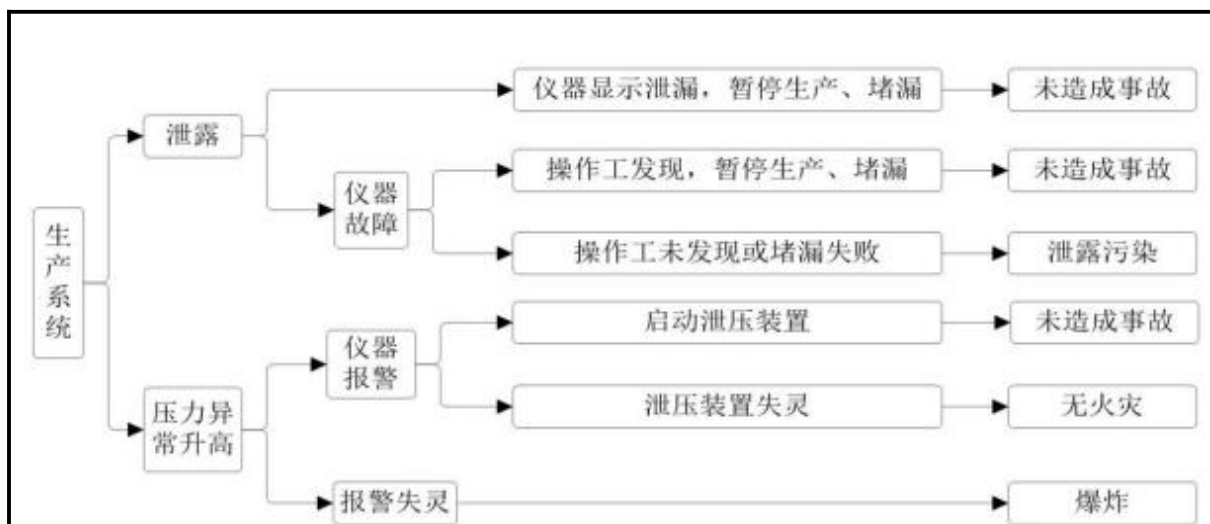 仪器显示泄漏，暂停生产、堵漏
未造成事故
泄露
操作工发现，暂停生产、堵漏
未造成事故
仪器
故障
操作工未发现或堵漏失败
泄露污染
生
产
系
统
启动泄压装置
未造成事故
仪器
报警
泄压装置失灵
无火灾
压力异
常升高
报警失灵
爆炸